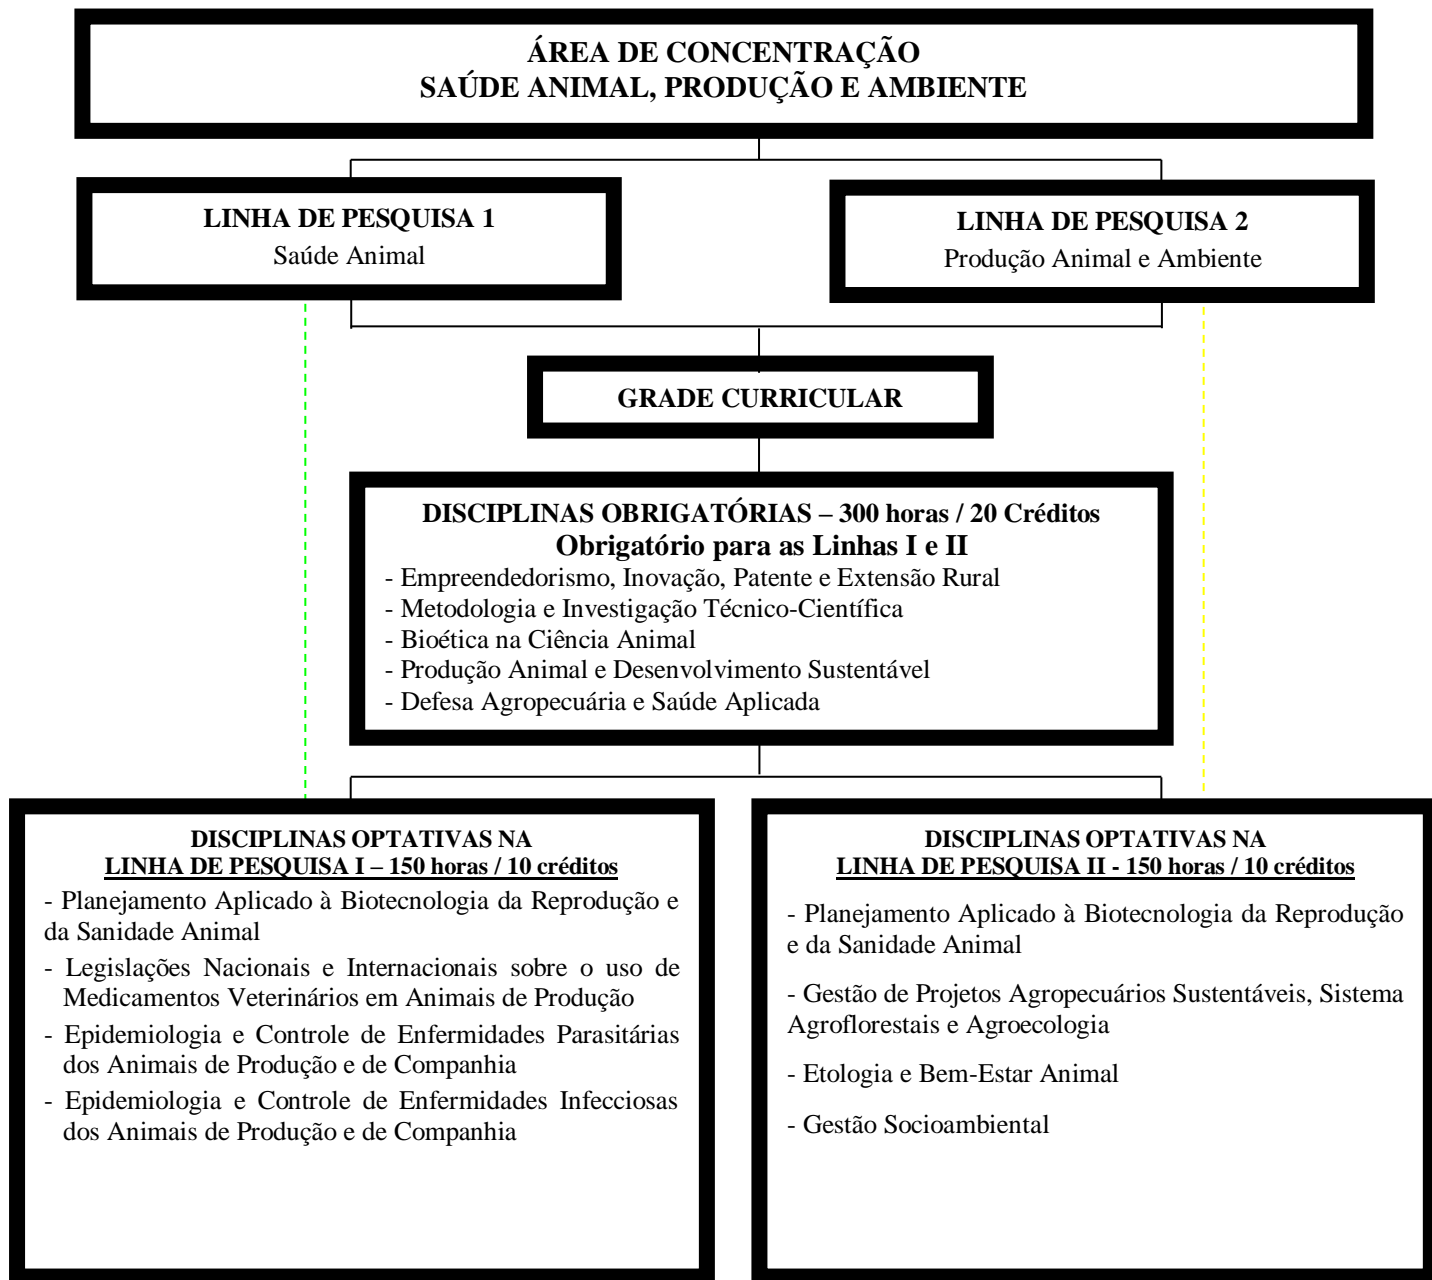 ÁREA DE CONCENTRAÇÃO
SAÚDE ANIMAL, PRODUÇÃO E AMBIENTE
LINHA DE PESQUISA 1
Saúde Animal
LINHA DE PESQUISA 2
Produção Animal e Ambiente
GRADE CURRICULAR
DISCIPLINAS OBRIGATÓRIAS – 300 horas / 20 Créditos
Obrigatório para as Linhas I e II
- Empreendedorismo, Inovação, Patente e Extensão Rural
- Metodologia e Investigação Técnico-Científica
- Bioética na Ciência Animal
- Produção Animal e Desenvolvimento Sustentável
- Defesa Agropecuária e Saúde Aplicada
DISCIPLINAS OPTATIVAS NA
LINHA DE PESQUISA I – 150 horas / 10 créditos
- Planejamento Aplicado à Biotecnologia da Reprodução e
da Sanidade Animal
- Legislações Nacionais e Internacionais sobre o uso de
Medicamentos Veterinários em Animais de Produção
- Epidemiologia e Controle de Enfermidades Parasitárias
dos Animais de Produção e de Companhia
- Epidemiologia e Controle de Enfermidades Infecciosas
dos Animais de Produção e de Companhia
DISCIPLINAS OPTATIVAS NA
LINHA DE PESQUISA II - 150 horas / 10 créditos
- Planejamento Aplicado à Biotecnologia da Reprodução
e da Sanidade Animal
- Gestão de Projetos Agropecuários Sustentáveis, Sistema
Agroflorestais e Agroecologia
- Etologia e Bem-Estar Animal
- Gestão Socioambiental